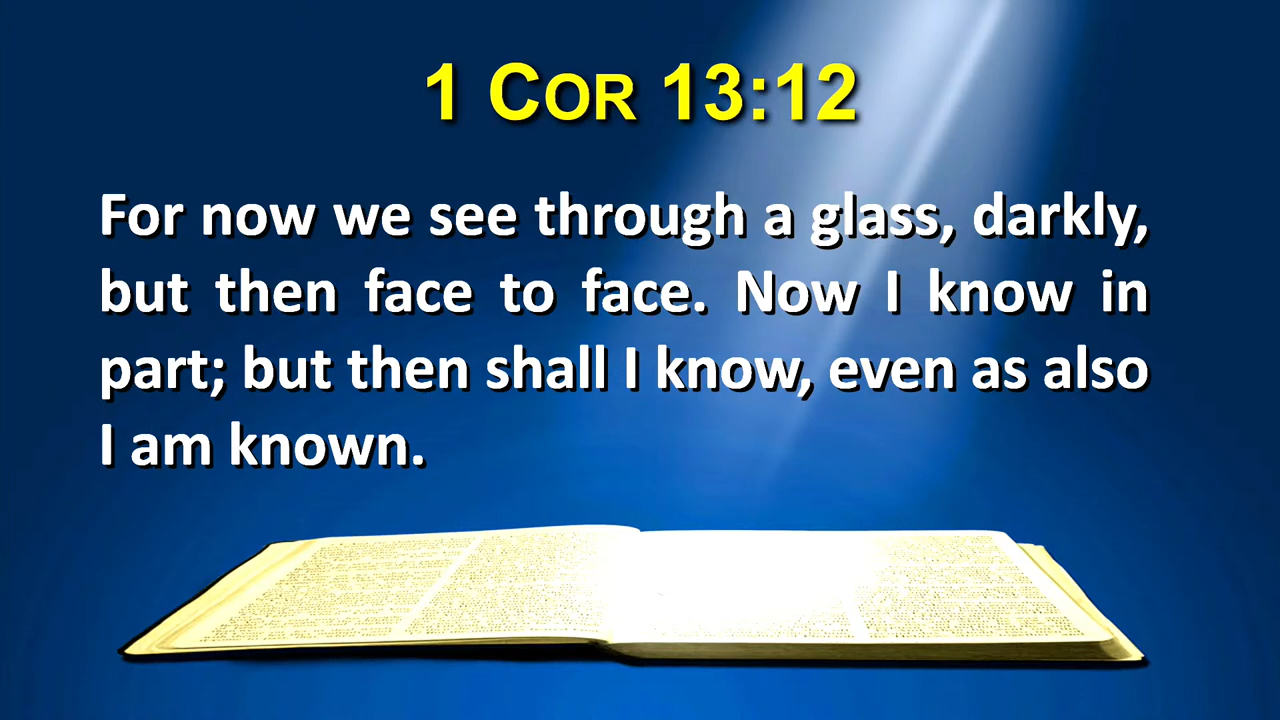 1 COR 13:12
For now we see through a glass, darkly,
but then face to face. Now I know in
part; but then shall I know, even as also
I am known.